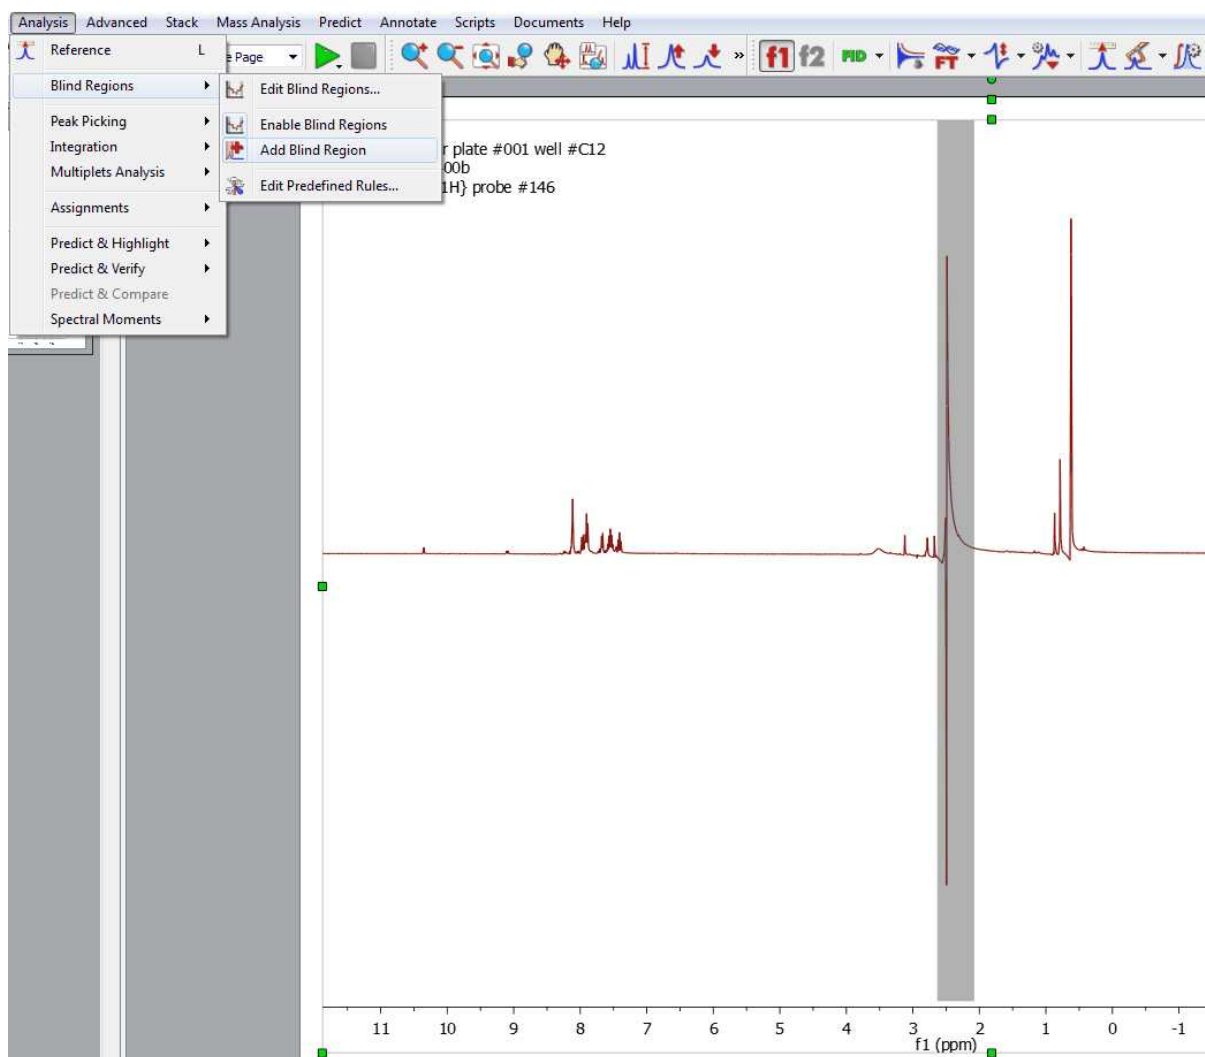 Analysis Advanced Stack Mass Analysis Predict Annotate Scripts Documents Help
Reference L
Page
f1 f2 FID FT
Blind Regions
Edit Blind Regions...
Enable Blind Regions
Add Blind Region
Edit Predefined Rules...
Peak Picking
Integration
Multiplets Analysis
Assignments
Predict & Highlight
Predict & Verify
Predict & Compare
Spectral Moments
r plate #001 well #C12
00b
1H} probe #146
11 10 9 8 7 6 5 4 3 2 1 0 -1
f1 (ppm)